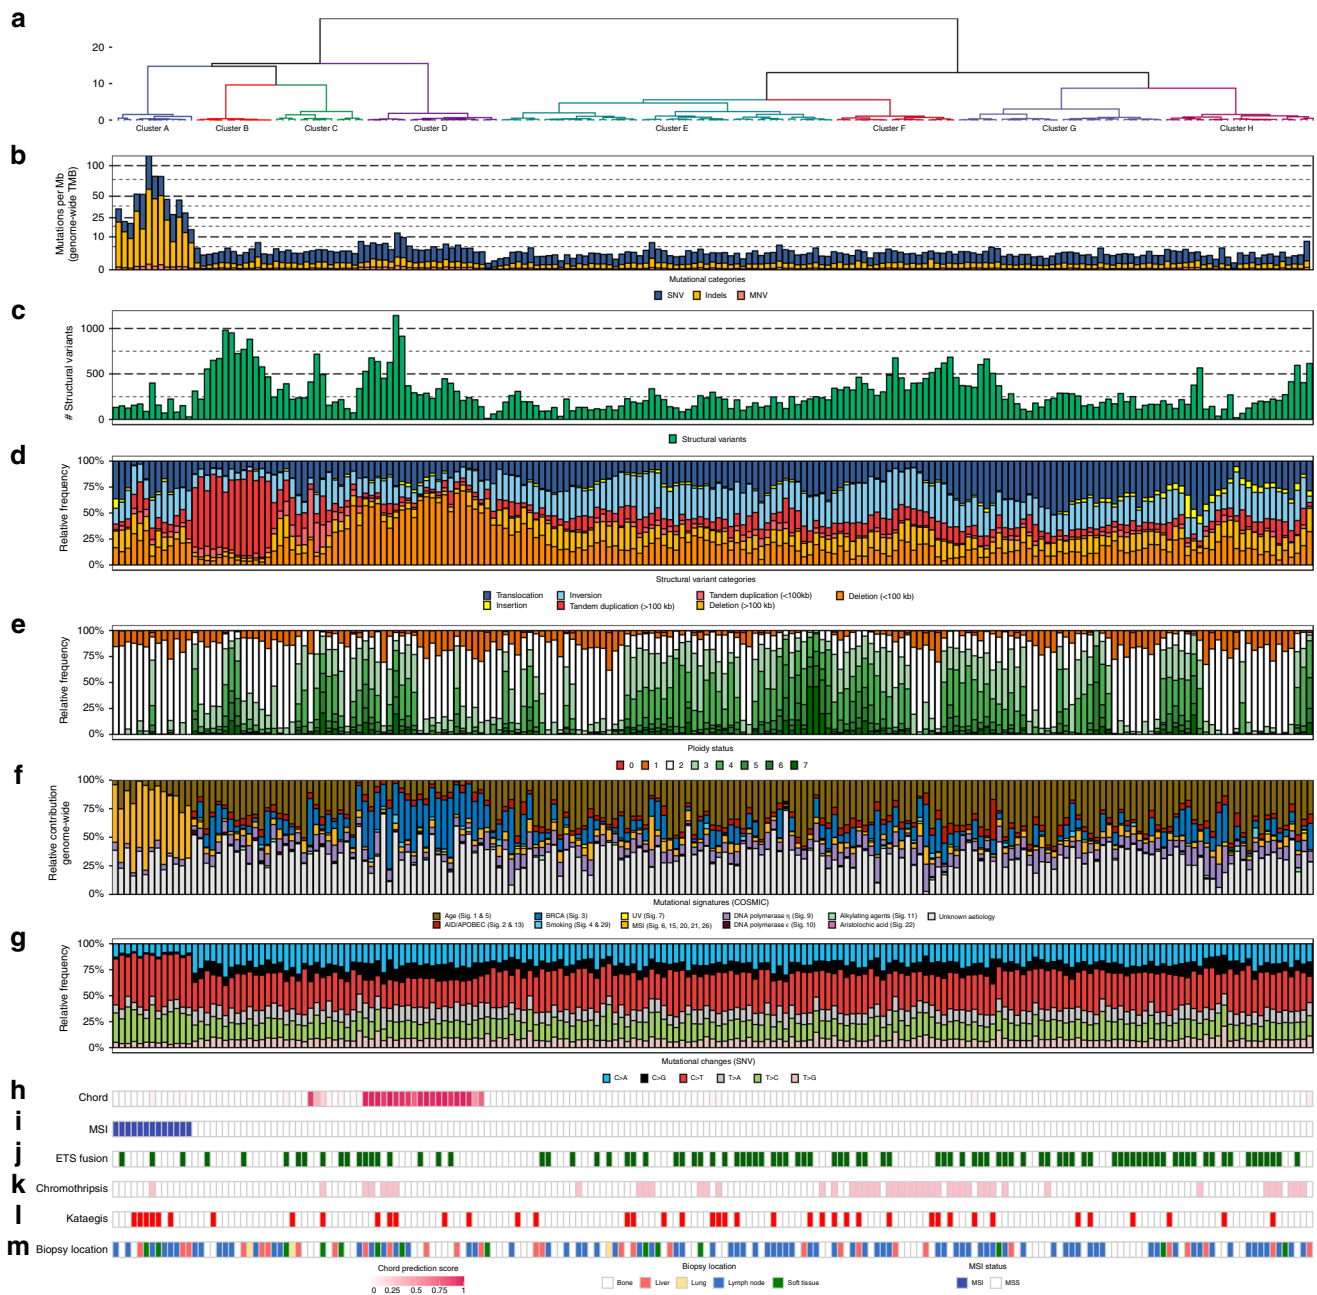 a
20
10
0
Cluster A
Cluster B
Cluster C
Cluster D
Cluster E
Cluster F
Cluster G
Cluster H
b
Mutations per Mb
(genome-wide TMB)
100
50
25
10
0
Mutational categories
SNV
Indels
MNV
c
# Structural variants
1000
500
0
Structural variants
d
Relative frequency
100%
75%
50%
25%
0%
Structural variant categories
Translocation
Inversion
Tandem duplication (<100kb)
Deletion (<100 kb)
Insertion
Tandem duplication (>100 kb)
Deletion (>100 kb)
e
Relative frequency
100%
75%
50%
25%
0%
Ploidy status
0 1 2 3 4 5 6 7
f
Relative contribution
genome-wide
100%
75%
50%
25%
0%
Mutational signatures (COSMIC)
Age (Sig. 1 & 5)
BRCA (Sig. 3)
UV (Sig. 7)
DNA polymerase η (Sig. 9)
Alkylating agents (Sig. 11)
Unknown aetiology
AID/APOBEC (Sig. 2 & 13)
Smoking (Sig. 4 & 29)
MSI (Sig. 6, 15, 20, 21, 26)
DNA polymerase ε (Sig. 10)
Aristolochic acid (Sig. 22)
g
Relative frequency
100%
75%
50%
25%
0%
Mutational changes (SNV)
C>A
C>G
C>T
T>A
T>C
T>G
h
Chord
i
MSI
j
ETS fusion
k
Chromothripsis
l
Kataegis
m
Biopsy location
Chord prediction score
0 0.25 0.5 0.75 1
Biopsy location
Bone
Liver
Lung
Lymph node
Soft tissue
MSI status
MSI
MSS